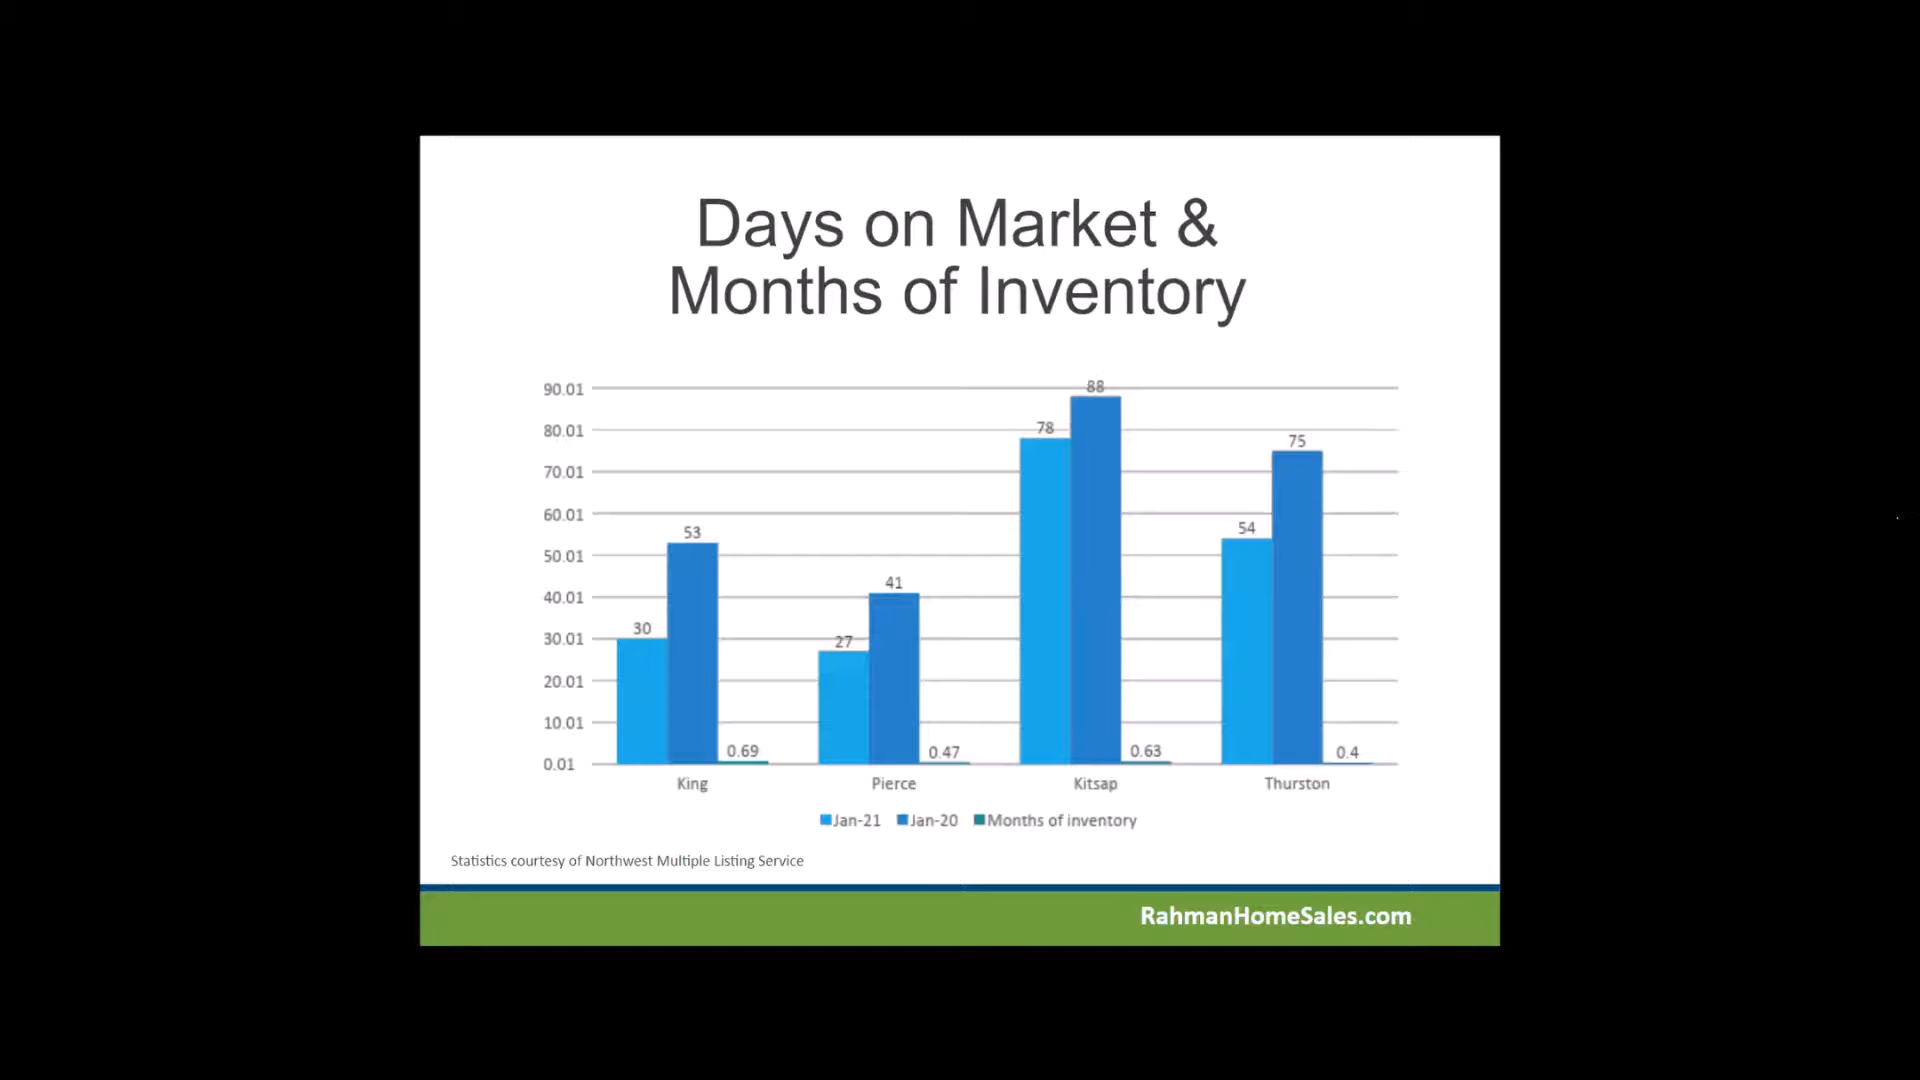 Days on Market &
Months of Inventory
90.01
80.01
70.01
60.01
50.01
40.01
30.01
20.01
10.01
0.01
30
53
0.69
27
41
0.47
78
88
0.63
54
75
0.4
King
Pierce
Kitsap
Thurston
Jan-21 Jan-20 Months of inventory
Statistics courtesy of Northwest Multiple Listing Service
RahmanHomeSales.com